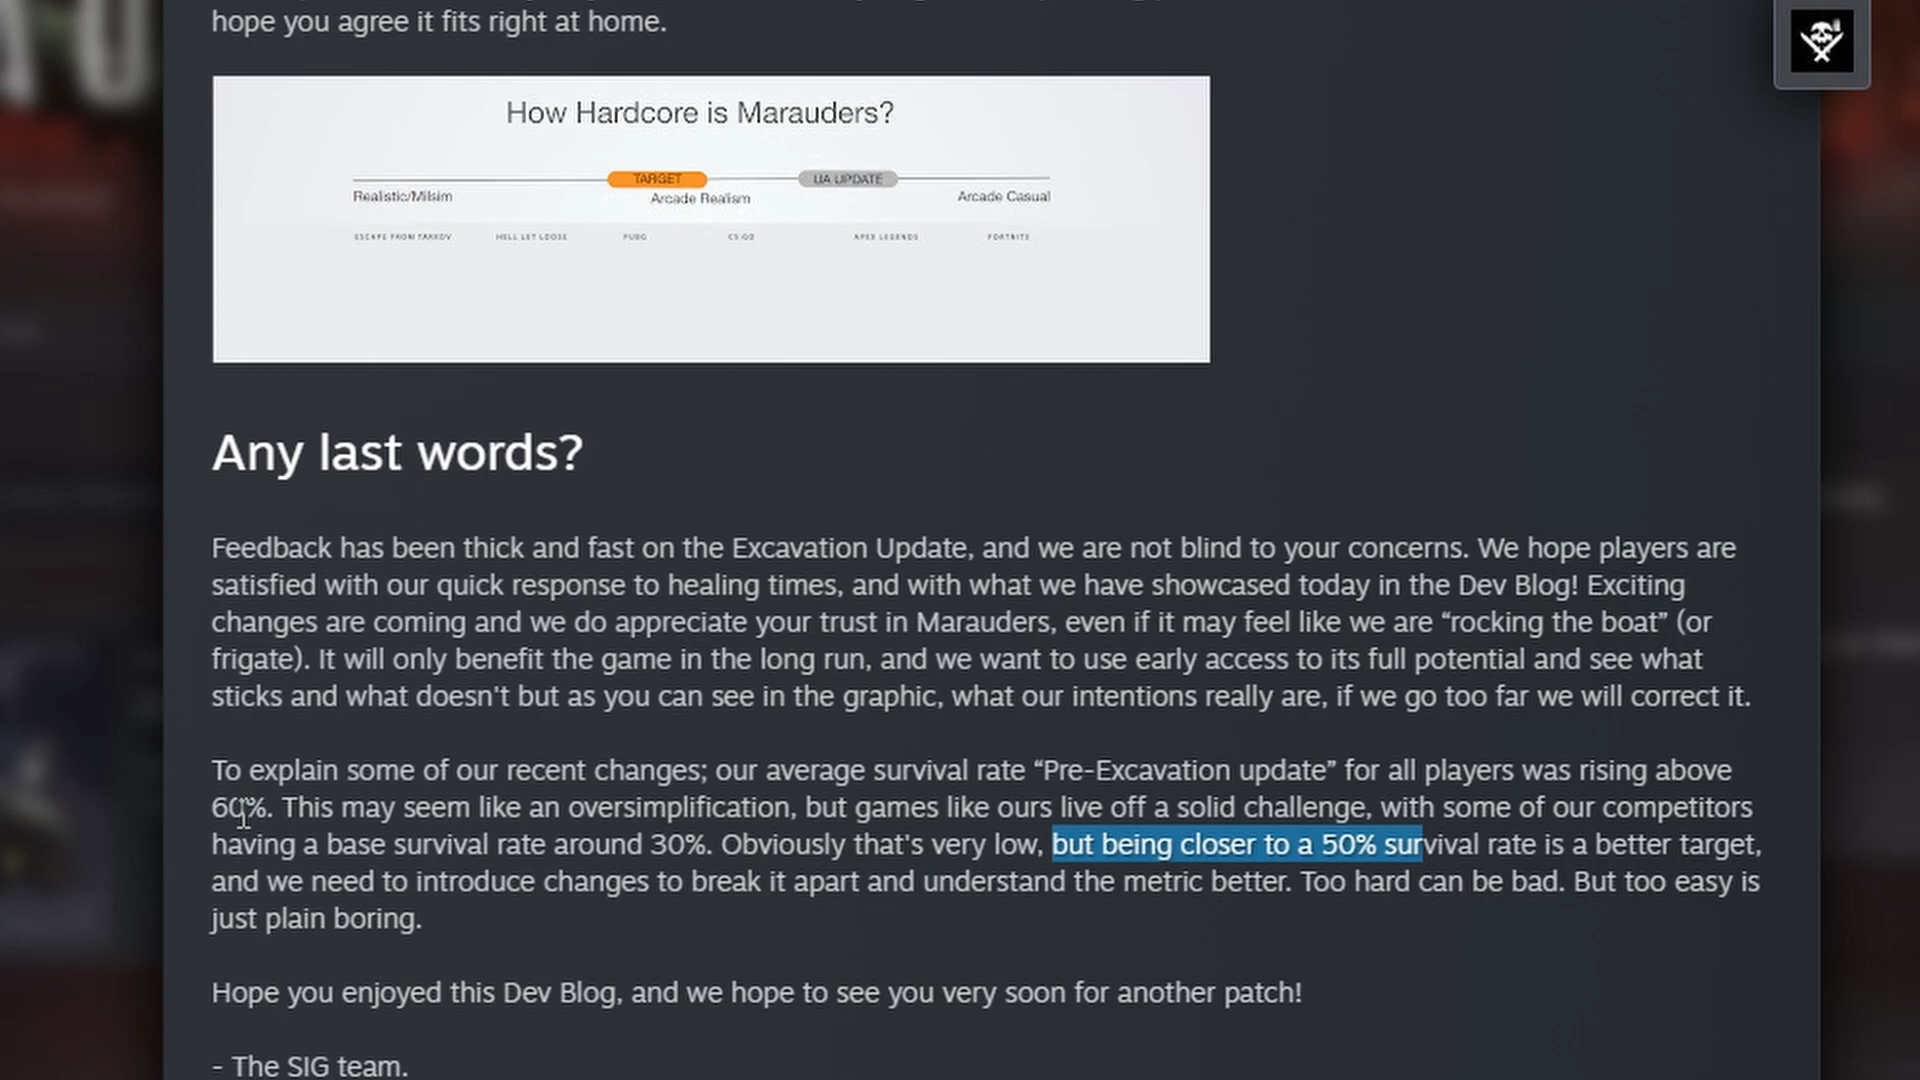 hope you agree it fits right at home.
How Hardcore is Marauders?
TARGET
UA UPDATE
Realistic/Milsim
Arcade Realism
Arcade Casual
ESCAPE FROM TARKOV
HELL LET LOOSE
PUBG
CS:GO
APEX LEGENDS
FORTNITE
Any last words?
Feedback has been thick and fast on the Excavation Update, and we are not blind to your concerns. We hope players are
satisfied with our quick response to healing times, and with what we have showcased today in the Dev Blog! Exciting
changes are coming and we do appreciate your trust in Marauders, even if it may feel like we are “rocking the boat” (or
frigate). It will only benefit the game in the long run, and we want to use early access to its full potential and see what
sticks and what doesn't but as you can see in the graphic, what our intentions really are, if we go too far we will correct it.
To explain some of our recent changes; our average survival rate “Pre-Excavation update” for all players was rising above
60%. This may seem like an oversimplification, but games like ours live off a solid challenge, with some of our competitors
having a base survival rate around 30%. Obviously that's very low, but being closer to a 50% survival rate is a better target,
and we need to introduce changes to break it apart and understand the metric better. Too hard can be bad. But too easy is
just plain boring.
Hope you enjoyed this Dev Blog, and we hope to see you very soon for another patch!
- The SIG team.